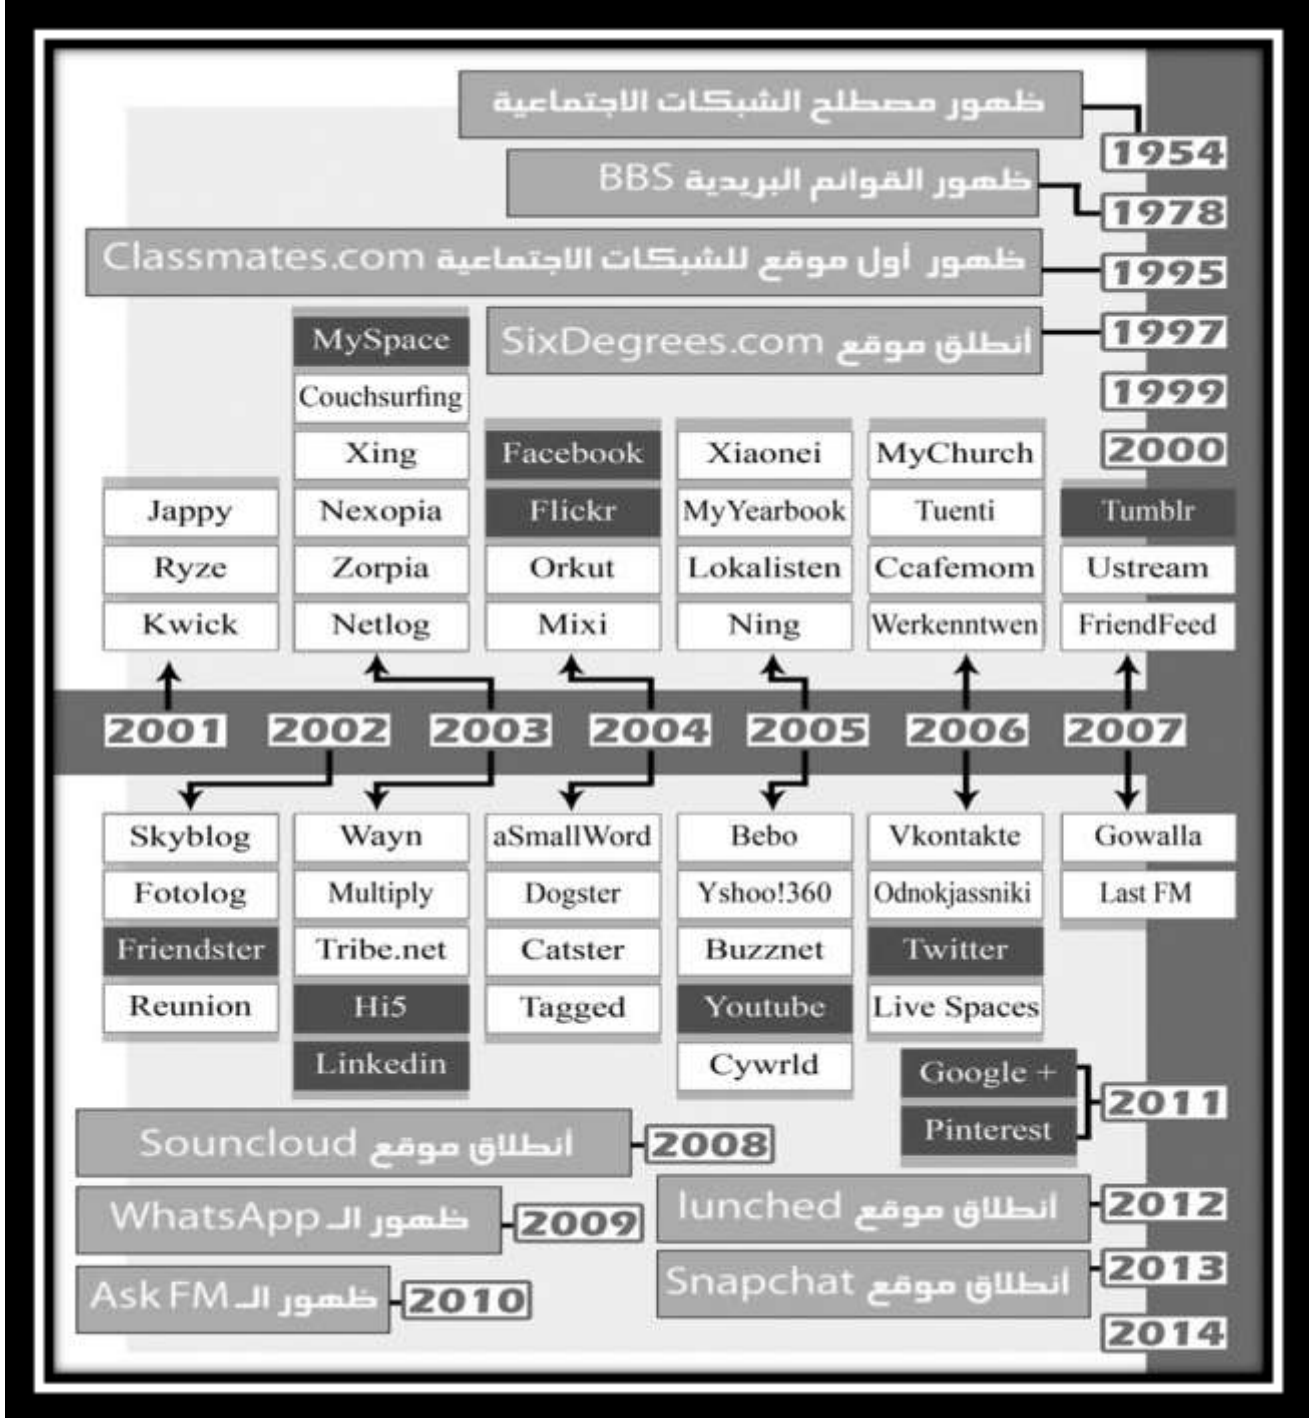 ظهور مصطلح الشبكات الاجتماعية
1954
ظهور القوائم البريدية BBS
1978
ظهور أول موقع للشبكات الاجتماعية Classmates.com
1995
أنطلق موقع SixDegrees.com
1997
1999
2000
Jappy
Ryze
Kwick
MySpace
Couchsurfing
Xing
Nexopia
Zorpia
Netlog
Facebook
Flickr
Orkut
Mixi
Xiaonei
MyYearbook
Lokalisten
Ning
MyChurch
Tuenti
Ccafemom
Werkenntwen
Tumblr
Ustream
FriendFeed
2001 2002 2003 2004 2005 2006 2007
Skyblog
Fotolog
Friendster
Reunion
Wayn
Multiply
Tribe.net
Hi5
Linkedin
aSmallWord
Dogster
Catster
Tagged
Bebo
Yshoo!360
Buzznet
Youtube
Cywrld
Vkontakte
Odnokjassniki
Twitter
Live Spaces
Gowalla
Last FM
Google +
Pinterest
2011
أنطلاق موقع Souncloud
2008
ظهور الـ WhatsApp
2009
ظهور الـ Ask FM
2010
أنطلاق موقع lunched
2012
أنطلاق موقع Snapchat
2013
2014